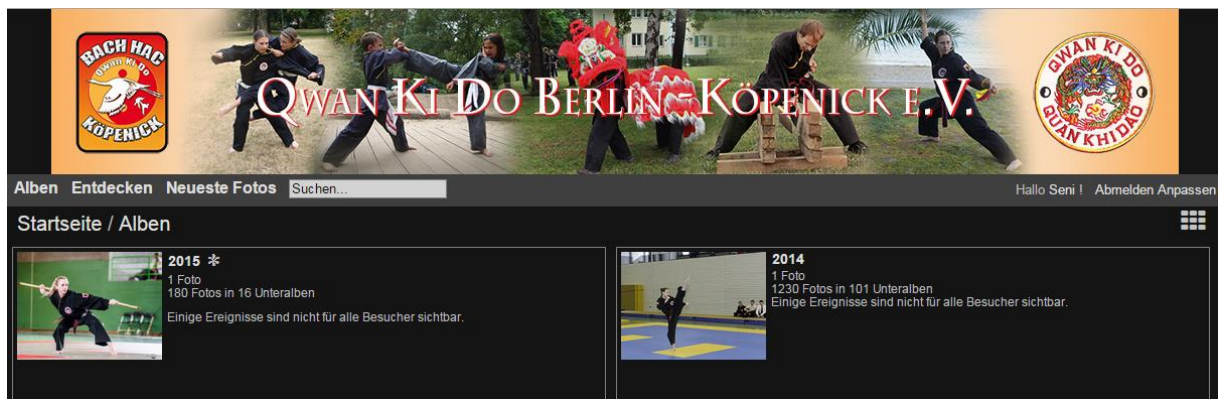 BACH HAC
QWAN KI DO
KÖPENICK
QWAN KI DO BERLIN-KÖPENICK E.V.
QWAN KI DO
QUAN KHI DAO
Alben Entdecken Neueste Fotos Suchen... Hallo Seni ! Abmelden Anpassen
Startseite / Alben
2015
1 Foto
180 Fotos in 16 Unteralben
Einige Ereignisse sind nicht für alle Besucher sichtbar.
2014
1 Foto
1230 Fotos in 101 Unteralben
Einige Ereignisse sind nicht für alle Besucher sichtbar.